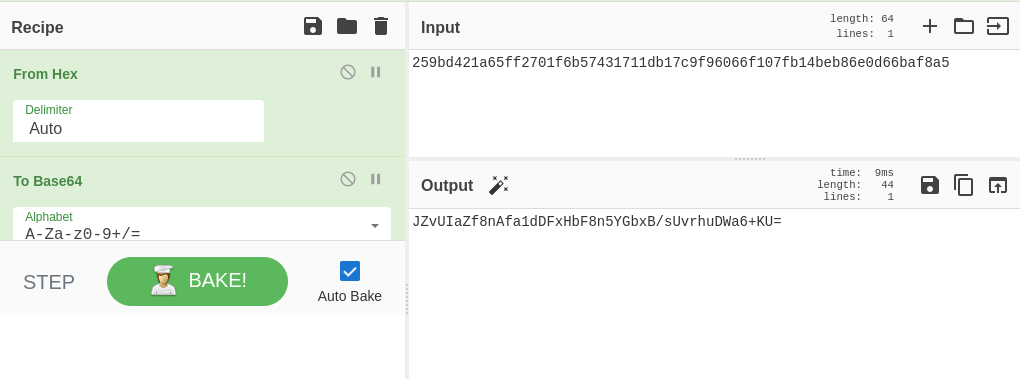 Recipe
From Hex
Delimiter
Auto
To Base64
Alphabet
A-Za-z0-9+/=
STEP
BAKE!
Auto Bake
Input
length: 64
lines: 1
259bd421a65ff2701f6b57431711db17c9f96066f107fb14beb86e0d66baf8a5
Output
time: 9ms
length: 44
lines: 1
JZvUIaZf8nAfa1dDFxHbF8n5YGbxB/sUvrhuDWa6+KU=